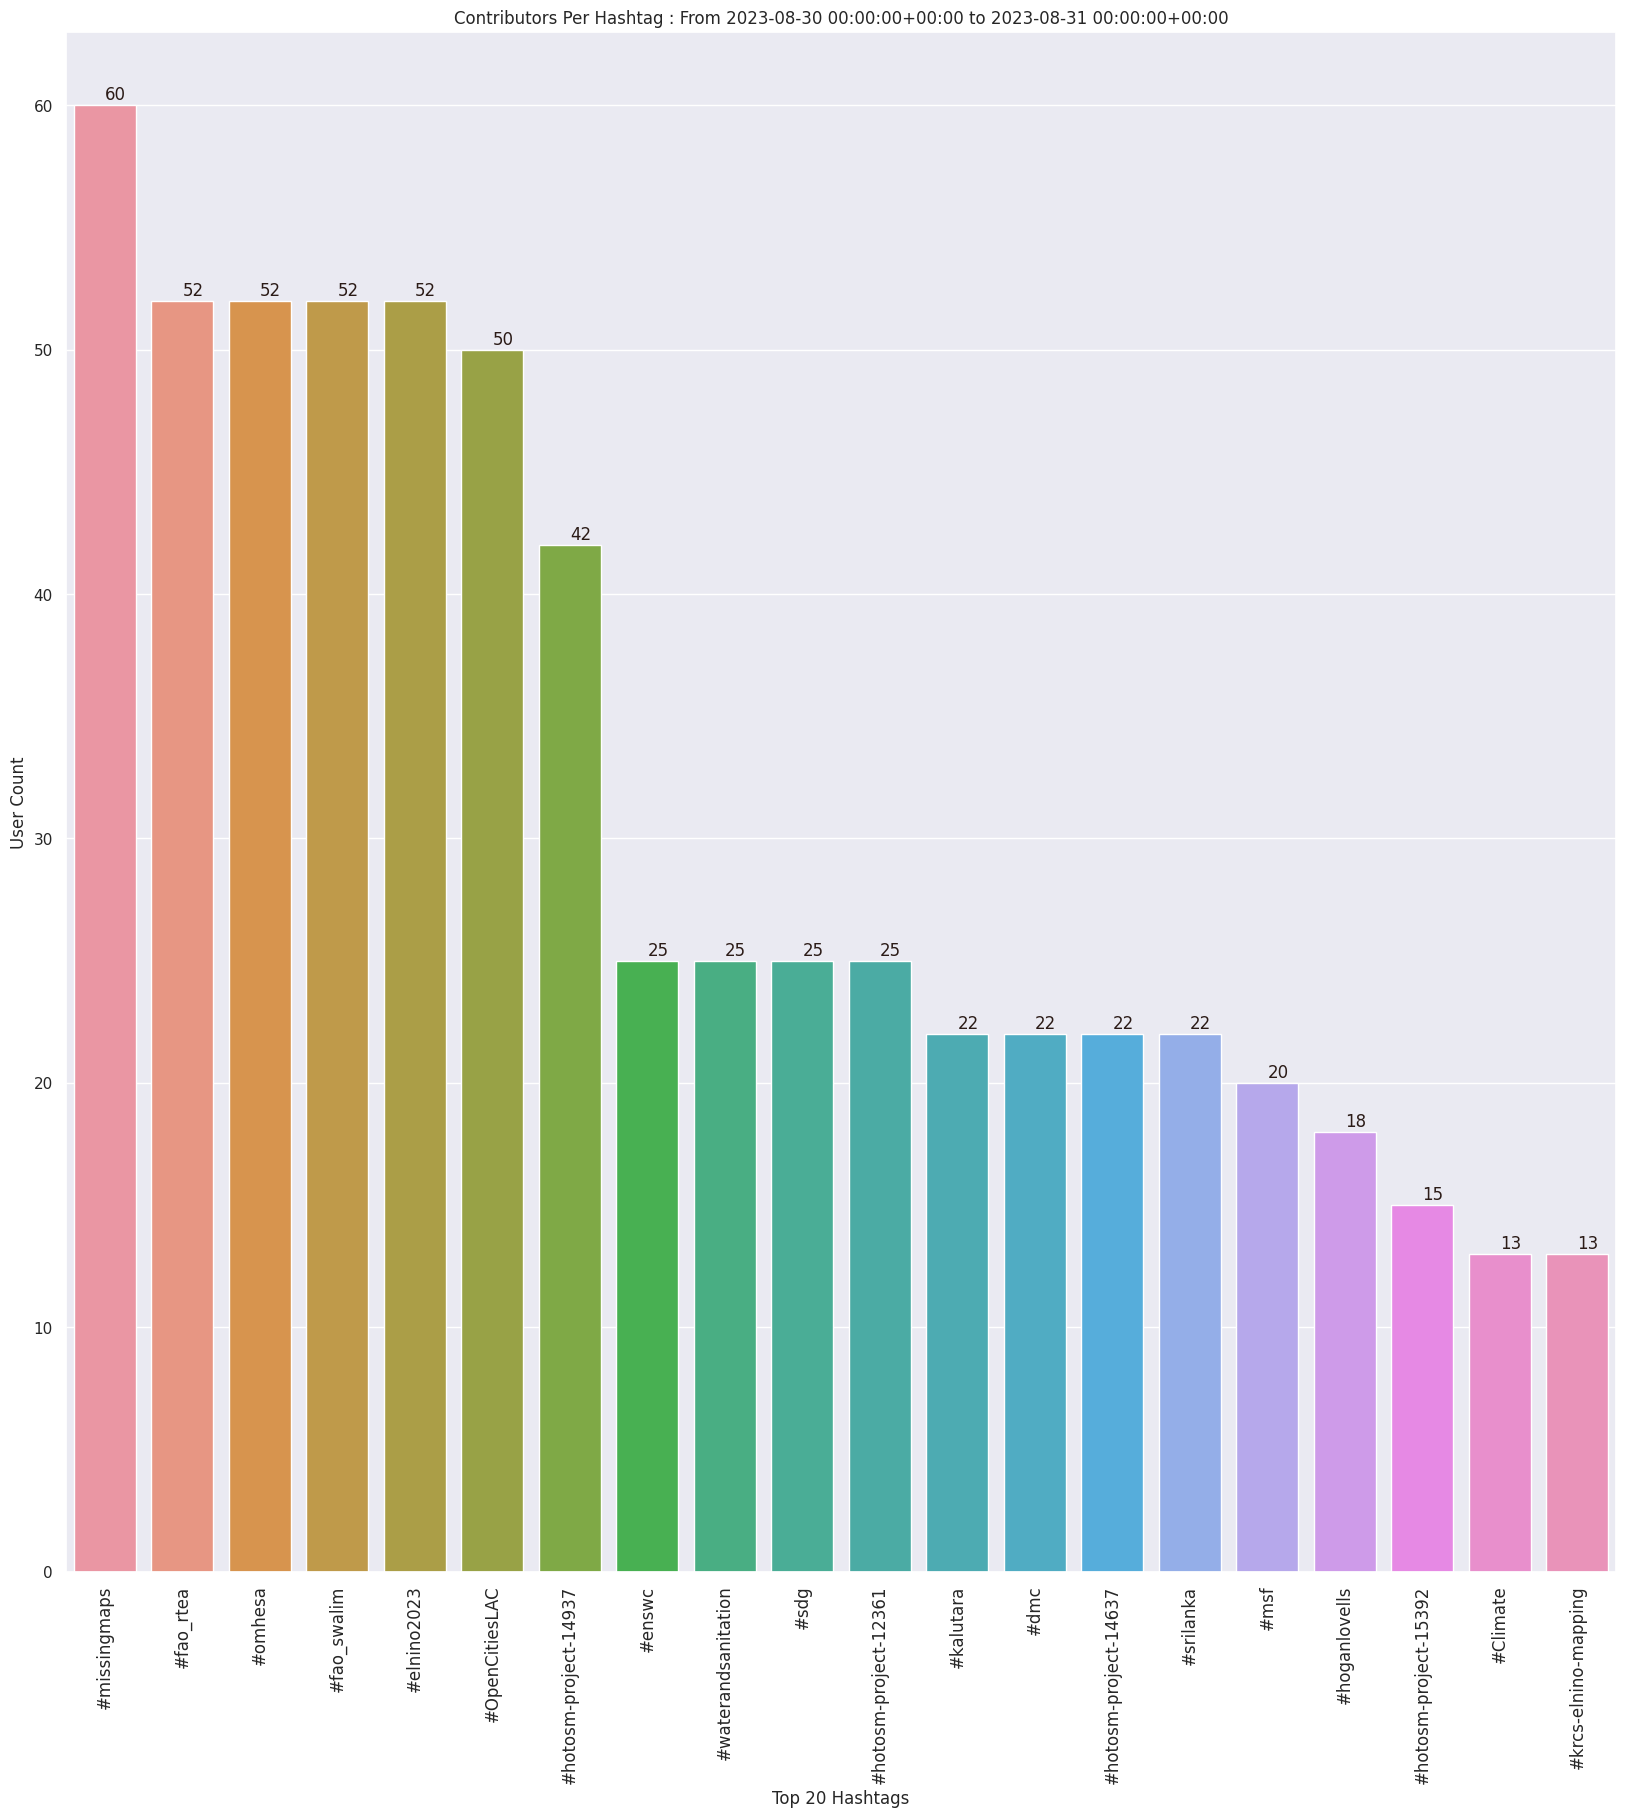 Contributors Per Hashtag : From 2023-08-30 00:00:00+00:00 to 2023-08-31 00:00:00+00:00
User Count
60
50
40
30
20
10
0
60
52
52
52
52
50
42
25
25
25
25
22
22
22
22
20
18
15
13
13
#missingmaps
#fao_rtea
#omhesa
#fao_swalim
#elnino2023
#OpenCitiesLAC
#hotosm-project-14937
#enswc
#waterandsanitation
#sdg
#hotosm-project-12361
#kalutara
#dmc
#hotosm-project-14637
#srilanka
#msf
#hoganlovells
#hotosm-project-15392
#Climate
#krcs-elnino-mapping
Top 20 Hashtags